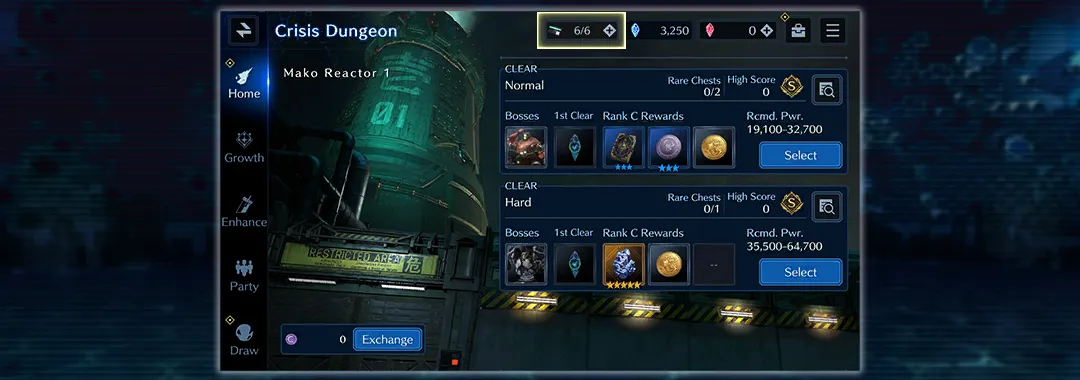 Crisis Dungeon
6/6
3,250
0
Mako Reactor 1
01
Home
Growth
Enhance
Party
Draw
CLEAR
Normal
Rare Chests
0/2
High Score
0
S
Bosses
1st Clear
Rank C Rewards
Rcmd. Pwr.
19,100-32,700
Select
CLEAR
Hard
Rare Chests
0/1
High Score
0
S
Bosses
1st Clear
Rank C Rewards
--
Rcmd. Pwr.
35,500-64,700
Select
RESTRICTED AREA 危
C 0 Exchange